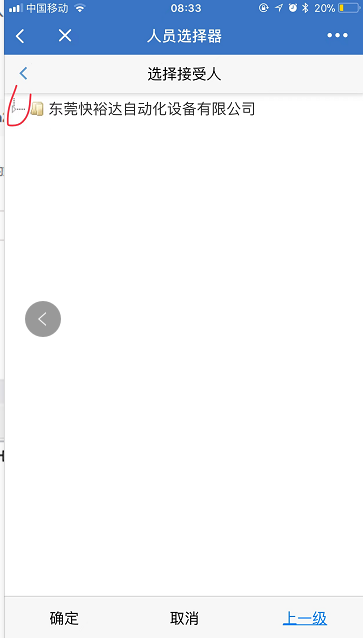 中国移动 08:33 20%
人员选择器
选择接受人
东莞快裕达自动化设备有限公司
确定 取消 上一级